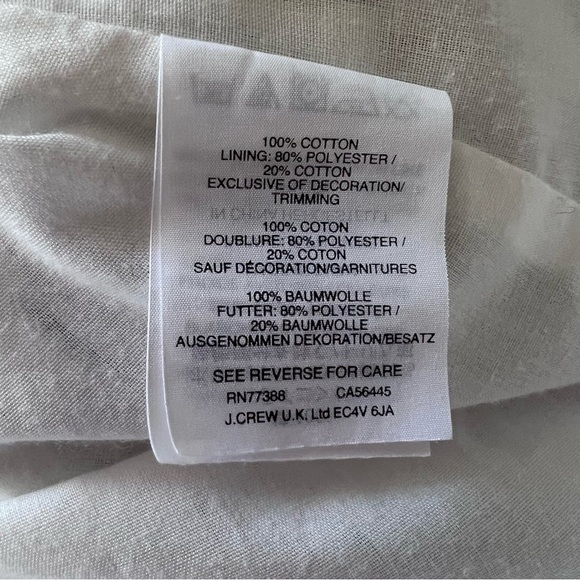 100% COTTON
LINING: 80% POLYESTER /
20% COTTON
EXCLUSIVE OF DECORATION/
TRIMMING
100% COTON
DOUBLURE: 80% POLYESTER /
20% COTON
SAUF DÉCORATION/GARNITURES
100% BAUMWOLLE
FUTTER: 80% POLYESTER /
20% BAUMWOLLE
AUSGENOMMEN DEKORATION/BESATZ
SEE REVERSE FOR CARE
RN77388 CA56445
J.CREW U.K. Ltd EC4V 6JA